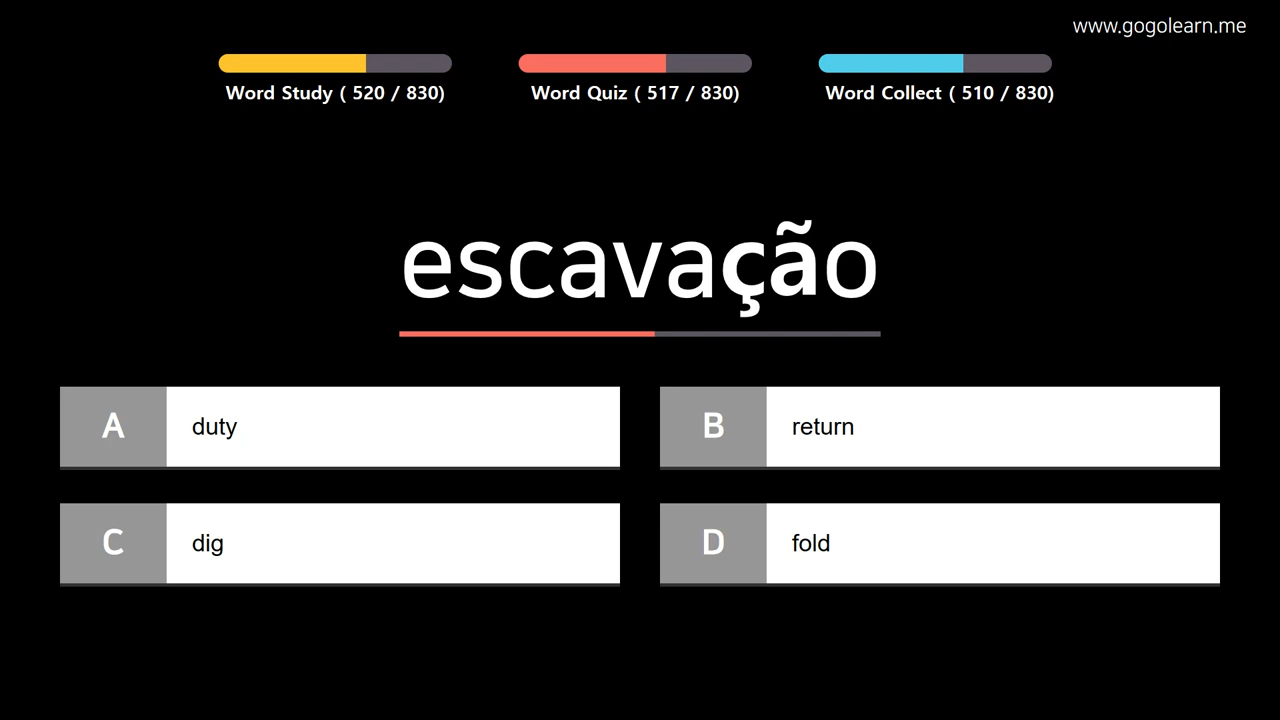 www.gogolearn.me
Word Study ( 520 / 830)
Word Quiz ( 517 / 830)
Word Collect ( 510 / 830)
escavação
A duty
B return
C dig
D fold